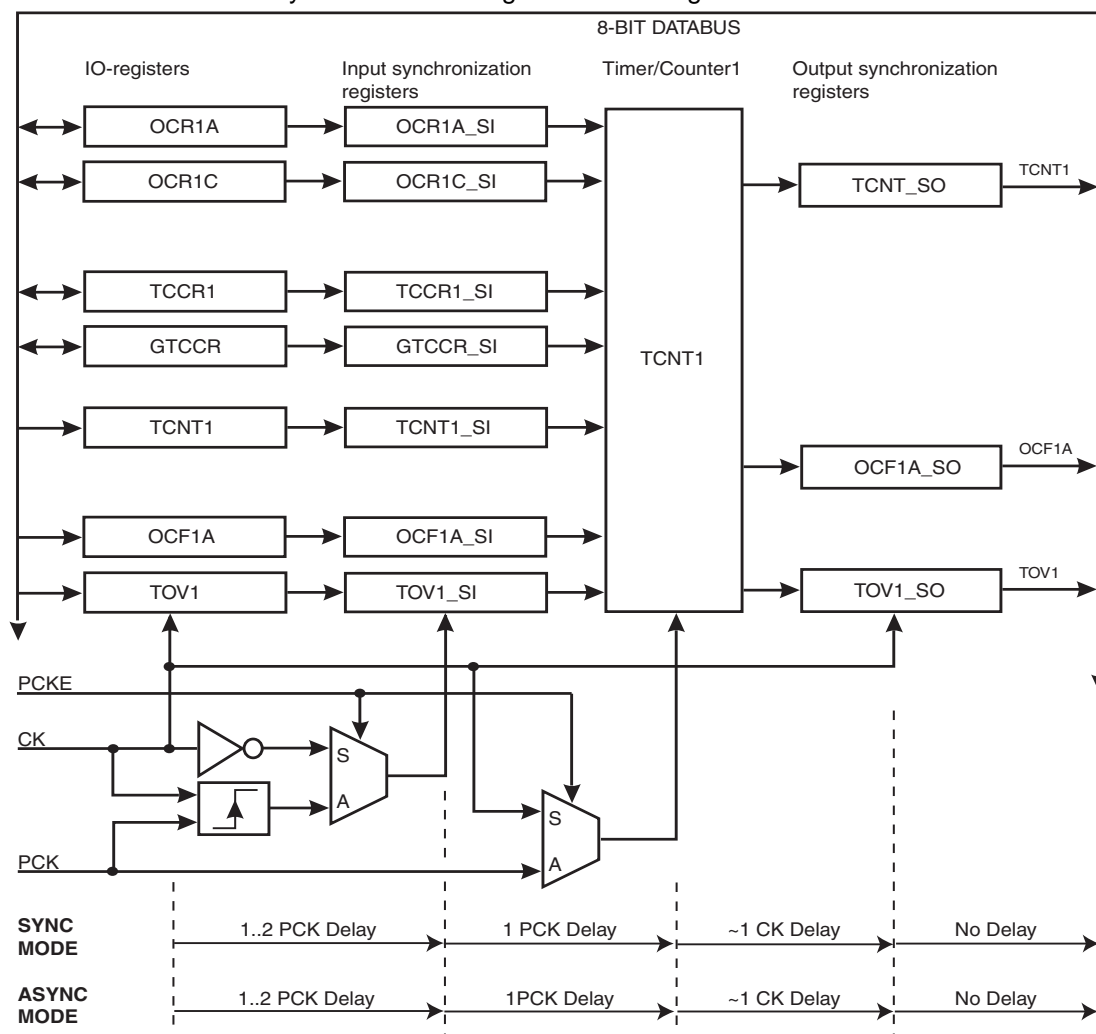 8-BIT DATABUS
IO-registers
Input synchronization
registers
Timer/Counter1
Output synchronization
registers
OCR1A
OCR1A_SI
OCR1C
OCR1C_SI
TCNT_SO
TCNT1
TCCR1
TCCR1_SI
GTCCR
GTCCR_SI
TCNT1
TCNT1
TCNT1_SI
OCF1A_SO
OCF1A
OCF1A
OCF1A_SI
TOV1
TOV1_SI
TOV1_SO
TOV1
PCKE
CK
S
A
S
A
PCK
SYNC
MODE
1..2 PCK Delay
1 PCK Delay
~1 CK Delay
No Delay
ASYNC
MODE
1..2 PCK Delay
1PCK Delay
~1 CK Delay
No Delay